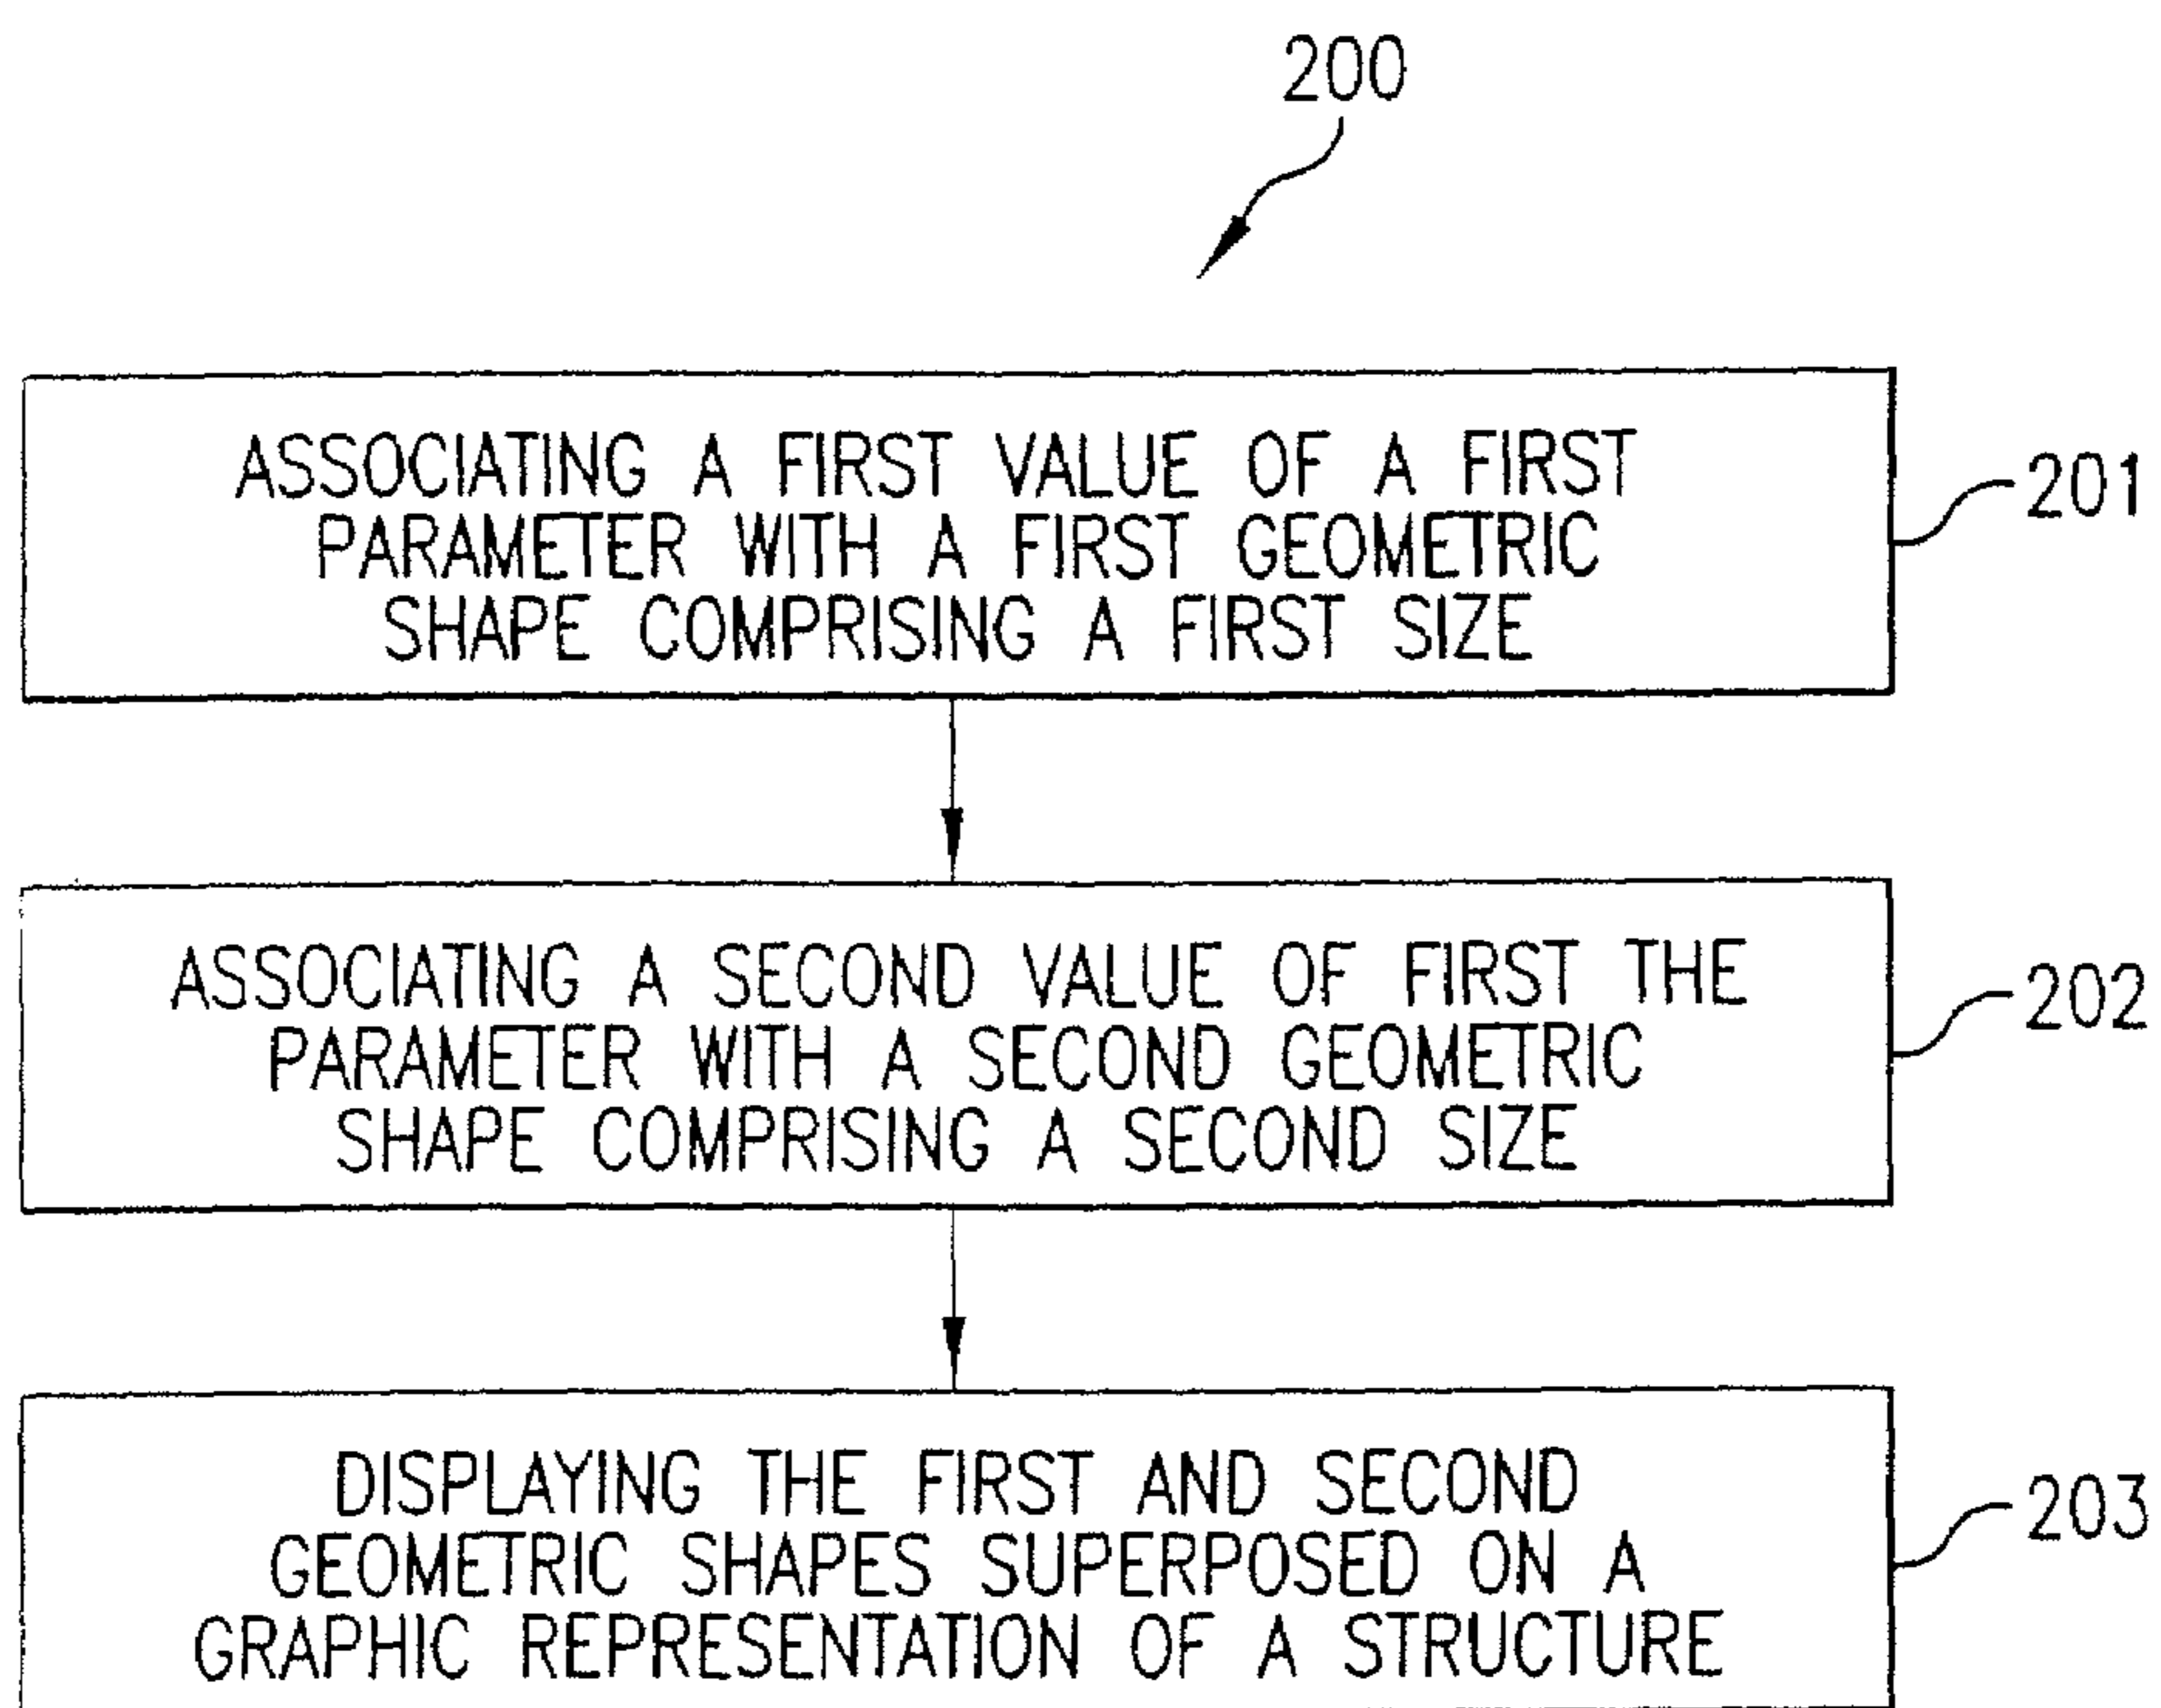 200
ASSOCIATING A FIRST VALUE OF A FIRST
PARAMETER WITH A FIRST GEOMETRIC
SHAPE COMPRISING A FIRST SIZE
201
ASSOCIATING A SECOND VALUE OF FIRST THE
PARAMETER WITH A SECOND GEOMETRIC
SHAPE COMPRISING A SECOND SIZE
202
DISPLAYING THE FIRST AND SECOND
GEOMETRIC SHAPES SUPERPOSED ON A
GRAPHIC REPRESENTATION OF A STRUCTURE
203